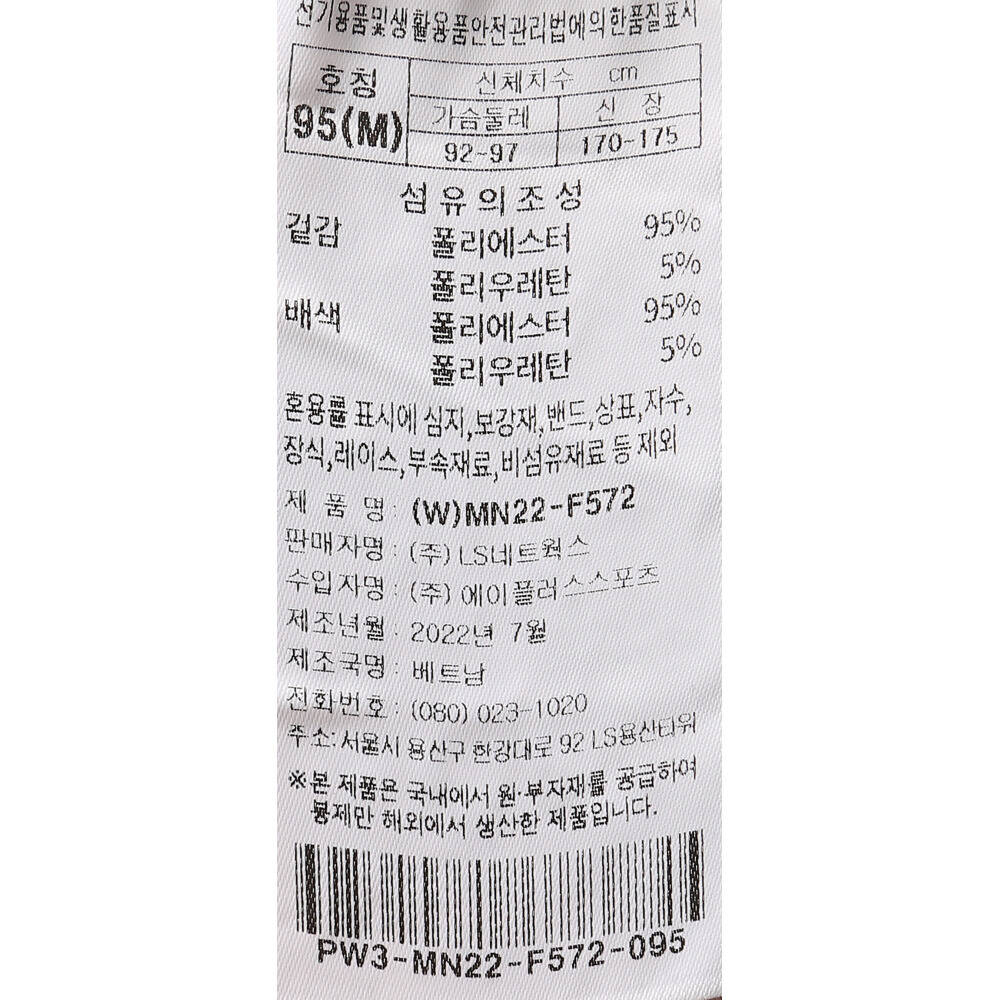 전기용품및생활용품안전관리법에의한품질표시
호칭 신체치수 cm
95(M) 가슴둘레 신 장
92-97 170-175
섬유의조성
겉감 폴리에스터 95%
폴리우레탄 5%
배색 폴리에스터 95%
폴리우레탄 5%
혼용률 표시에 심지,보강재,밴드,상표,자수,
장식,레이스,부속재료,비섬유재료 등 제외
제 품 명 : (W)MN22-F572
판매자명 : (주) LS네트웍스
수입자명 : (주) 에이플러스스포츠
제조년월 : 2022년 7월
제조국명 : 베트남
전화번호 : (080) 023-1020
주소:서울시 용산구 한강대로 92 LS용산타워
※본 제품은 국내에서 원·부자재를 공급하여
봉제만 해외에서 생산한 제품입니다.
PW3-MN22-F572-095